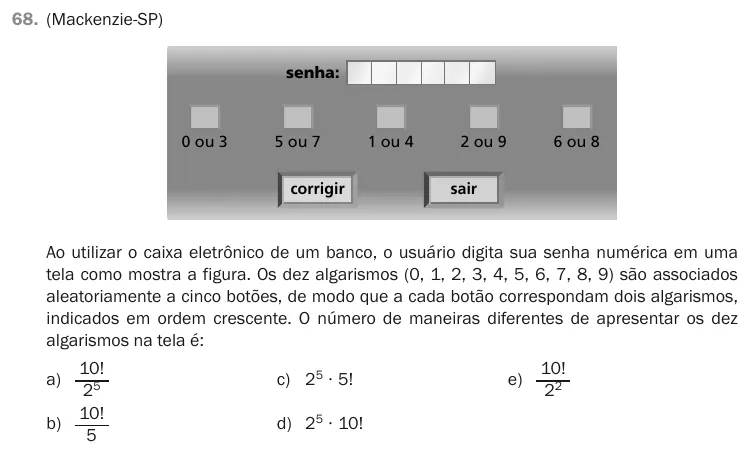 68. (Mackenzie-SP)
senha:
0 ou 3 5 ou 7 1 ou 4 2 ou 9 6 ou 8
corrigir sair
Ao utilizar o caixa eletrônico de um banco, o usuário digita sua senha numérica em uma
tela como mostra a figura. Os dez algarismos (0, 1, 2, 3, 4, 5, 6, 7, 8, 9) são associados
aleatoriamente a cinco botões, de modo que a cada botão correspondam dois algarismos,
indicados em ordem crescente. O número de maneiras diferentes de apresentar os dez
algarismos na tela é:
a) 10!/2⁵ c) 2⁵ · 5! e) 10!/2²
b) 10!/5 d) 2⁵ · 10!